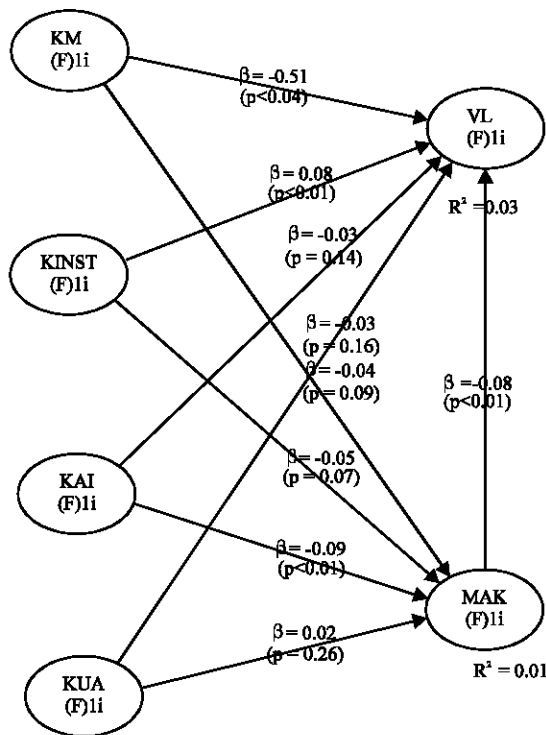 KM
(F)1i
β = -0.51
(p<0.04)
VL
(F)1i
β = 0.08
(p<0.01)
R² = 0.03
KINST
(F)1i
β = -0.03
(p = 0.14)
β = -0.03
(p = 0.16)
β = -0.04
(p = 0.09)
β = -0.08
(p<0.01)
KAI
(F)1i
β = -0.05
(p = 0.07)
β = -0.09
(p<0.01)
MAK
(F)1i
β = 0.02
(p = 0.26)
R² = 0.01
KUA
(F)1i